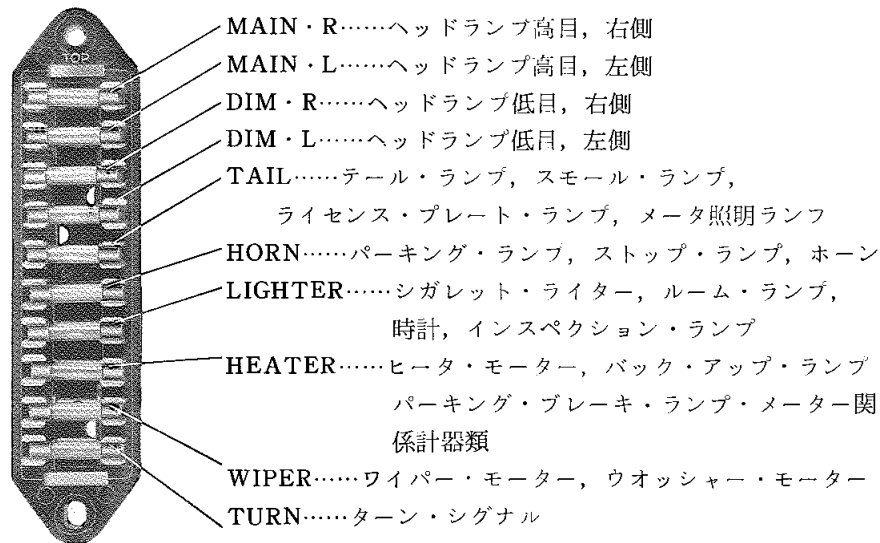 TOP
MAIN・R……ヘッドランプ高目，右側
MAIN・L……ヘッドランプ高目，左側
DIM・R……ヘッドランプ低目，右側
DIM・L……ヘッドランプ低目，左側
TAIL……テール・ランプ，スモール・ランプ，
ライセンス・プレート・ランプ，メータ照明ランフ
HORN……パーキング・ランプ，ストップ・ランプ，ホーン
LIGHTER……シガレット・ライター，ルーム・ランプ，
時計，インスペクション・ランプ
HEATER……ヒータ・モーター，バック・アップ・ランプ
パーキング・ブレーキ・ランプ・メーター関
係計器類
WIPER……ワイパー・モーター，ウオッシャー・モーター
TURN……ターン・シグナル